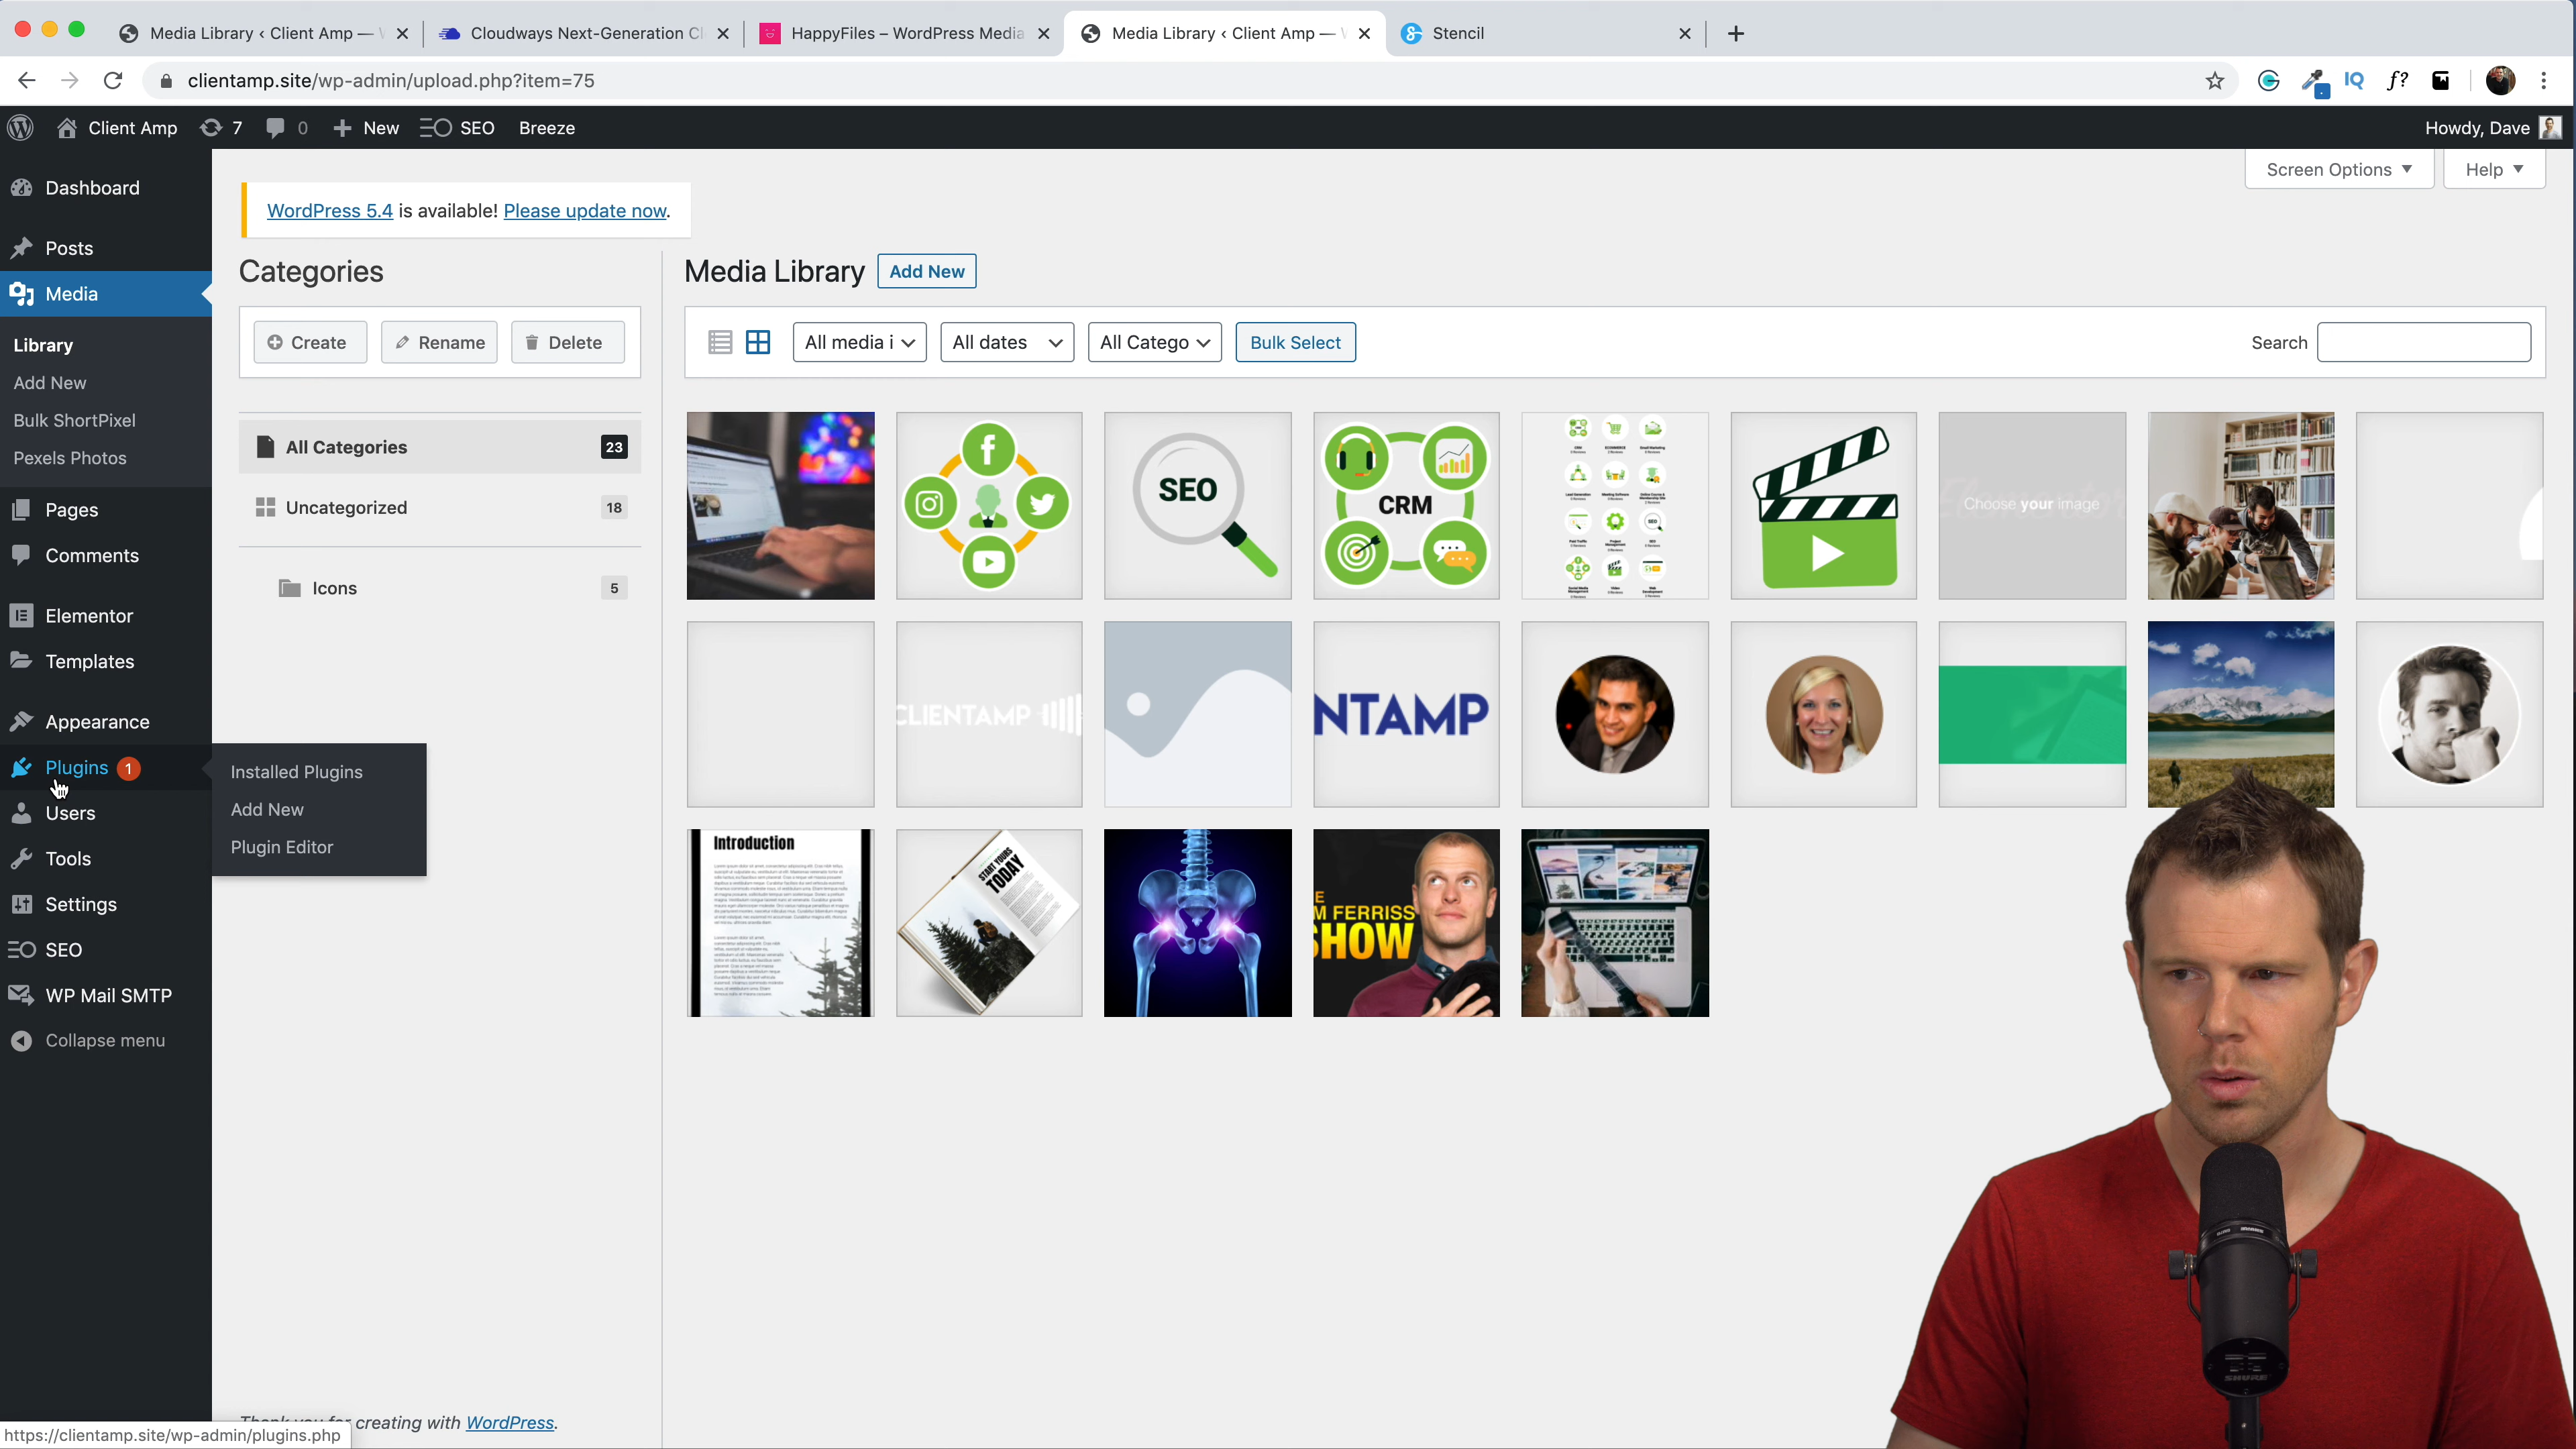 Media Library ‹ Client Amp —
Cloudways Next-Generation Cl
HappyFiles – WordPress Media
Media Library ‹ Client Amp —
Stencil
clientamp.site/wp-admin/upload.php?item=75
IQ
f?
Client Amp
7
0
New
SEO
Breeze
Howdy, Dave
Screen Options
Help
Dashboard
Posts
Media
Library
Add New
Bulk ShortPixel
Pexels Photos
Pages
Comments
Elementor
Templates
Appearance
Plugins 1
Users
Tools
Settings
SEO
WP Mail SMTP
Collapse menu
Installed Plugins
Add New
Plugin Editor
WordPress 5.4 is available! Please update now.
Categories
Create
Rename
Delete
All Categories 23
Uncategorized 18
Icons 5
Media Library
Add New
All media i
All dates
All Catego
Bulk Select
Search
SEO
CRM
Choose your image
CLIENTAMP
NTAMP
Introduction
START YOURS
TODAY
M FERRISS
SHOW
SHURE
creating with WordPress.
https://clientamp.site/wp-admin/plugins.php